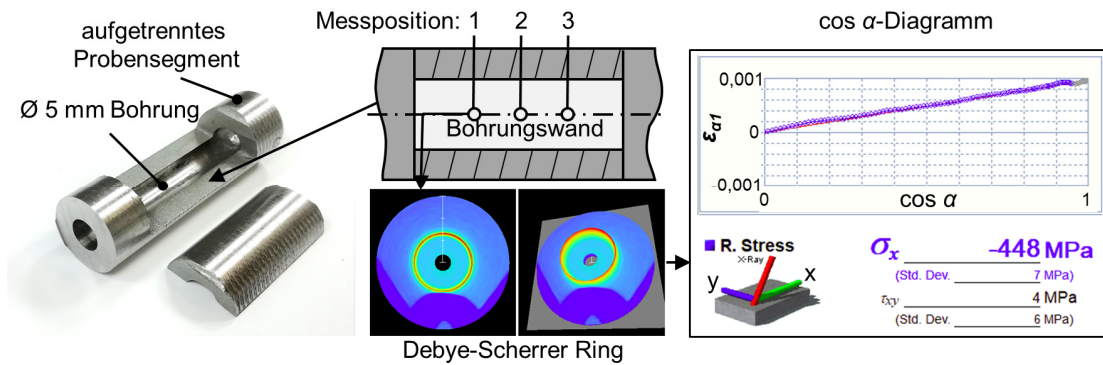 aufgetrenntes
Probensegment
Ø 5 mm Bohrung
Messposition: 1 2 3
Bohrungswand
Debye-Scherrer Ring
cos α-Diagramm
0,001
0
-0,001
εα1
0
cos α
1
R. Stress
X-Ray
y
x
σx -448 MPa
(Std. Dev. 7 MPa)
τxy 4 MPa
(Std. Dev. 6 MPa)